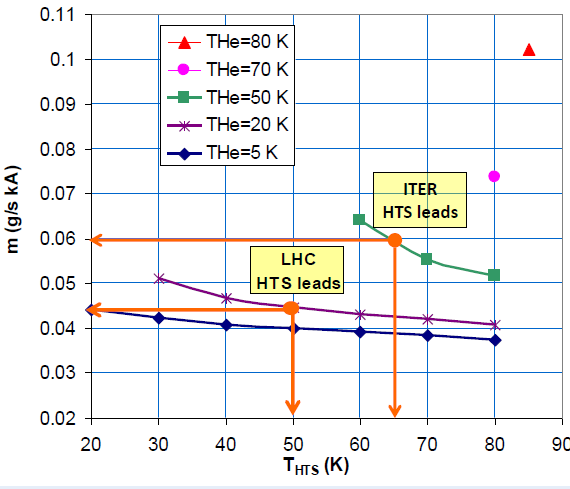 0.11
0.1
0.09
0.08
0.07
0.06
0.05
0.04
0.03
0.02
m (g/s kA)
THe=80 K
THe=70 K
THe=50 K
THe=20 K
THe=5 K
ITER
HTS leads
LHC
HTS leads
20 30 40 50 60 70 80 90
THTS (K)